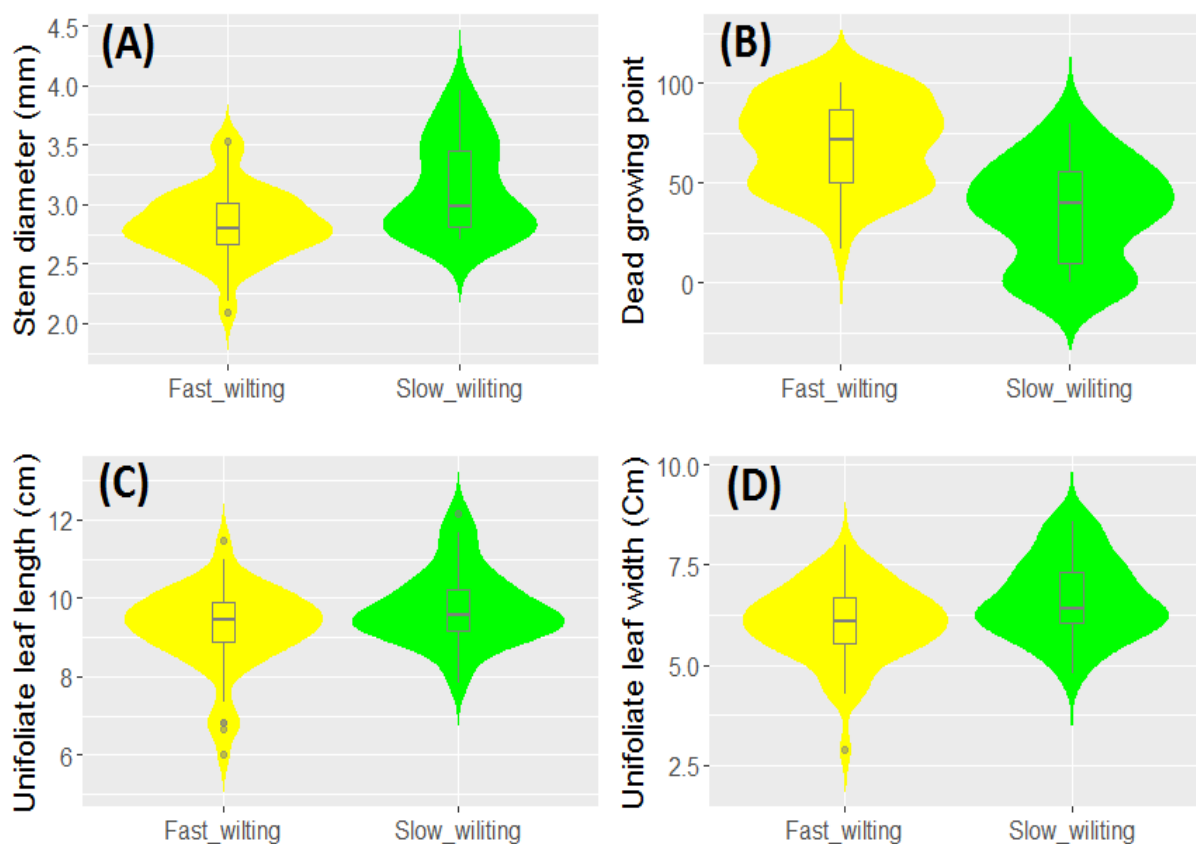 (A)
Stem diameter (mm)
4.5
4.0
3.5
3.0
2.5
2.0
Fast_wilting Slow_wiliting
(B)
Dead growing point
100
50
0
Fast_wilting Slow_wiliting
(C)
Unifoliate leaf length (cm)
12
10
8
6
Fast_wilting Slow_wiliting
(D)
Unifoliate leaf width (Cm)
10.0
7.5
5.0
2.5
Fast_wilting Slow_wiliting